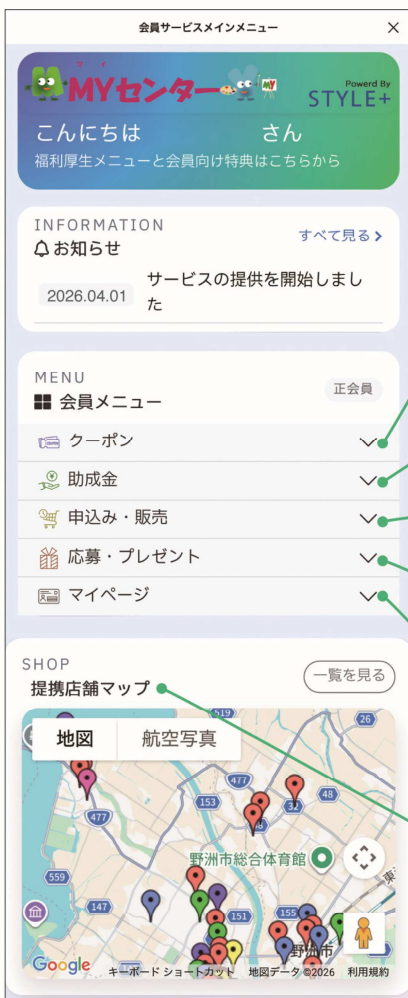 会員サービスメインメニュー ×
マイ
MYセンター MY
Powerd By
STYLE+
こんにちは さん
福利厚生メニューと会員向け特典はこちらから
INFORMATION
お知らせ
すべて見る >
2026.04.01 サービスの提供を開始しまし
た
MENU
会員メニュー
正会員
クーポン
助成金
申込み・販売
応募・プレゼント
マイページ
SHOP
提携店舗マップ
一覧を見る
地図 航空写真
519
26
477
48
153
32
477
野洲市総合体育館
559
147
151
155
野洲市
Google キーボード ショートカット 地図データ ©2026 利用規約